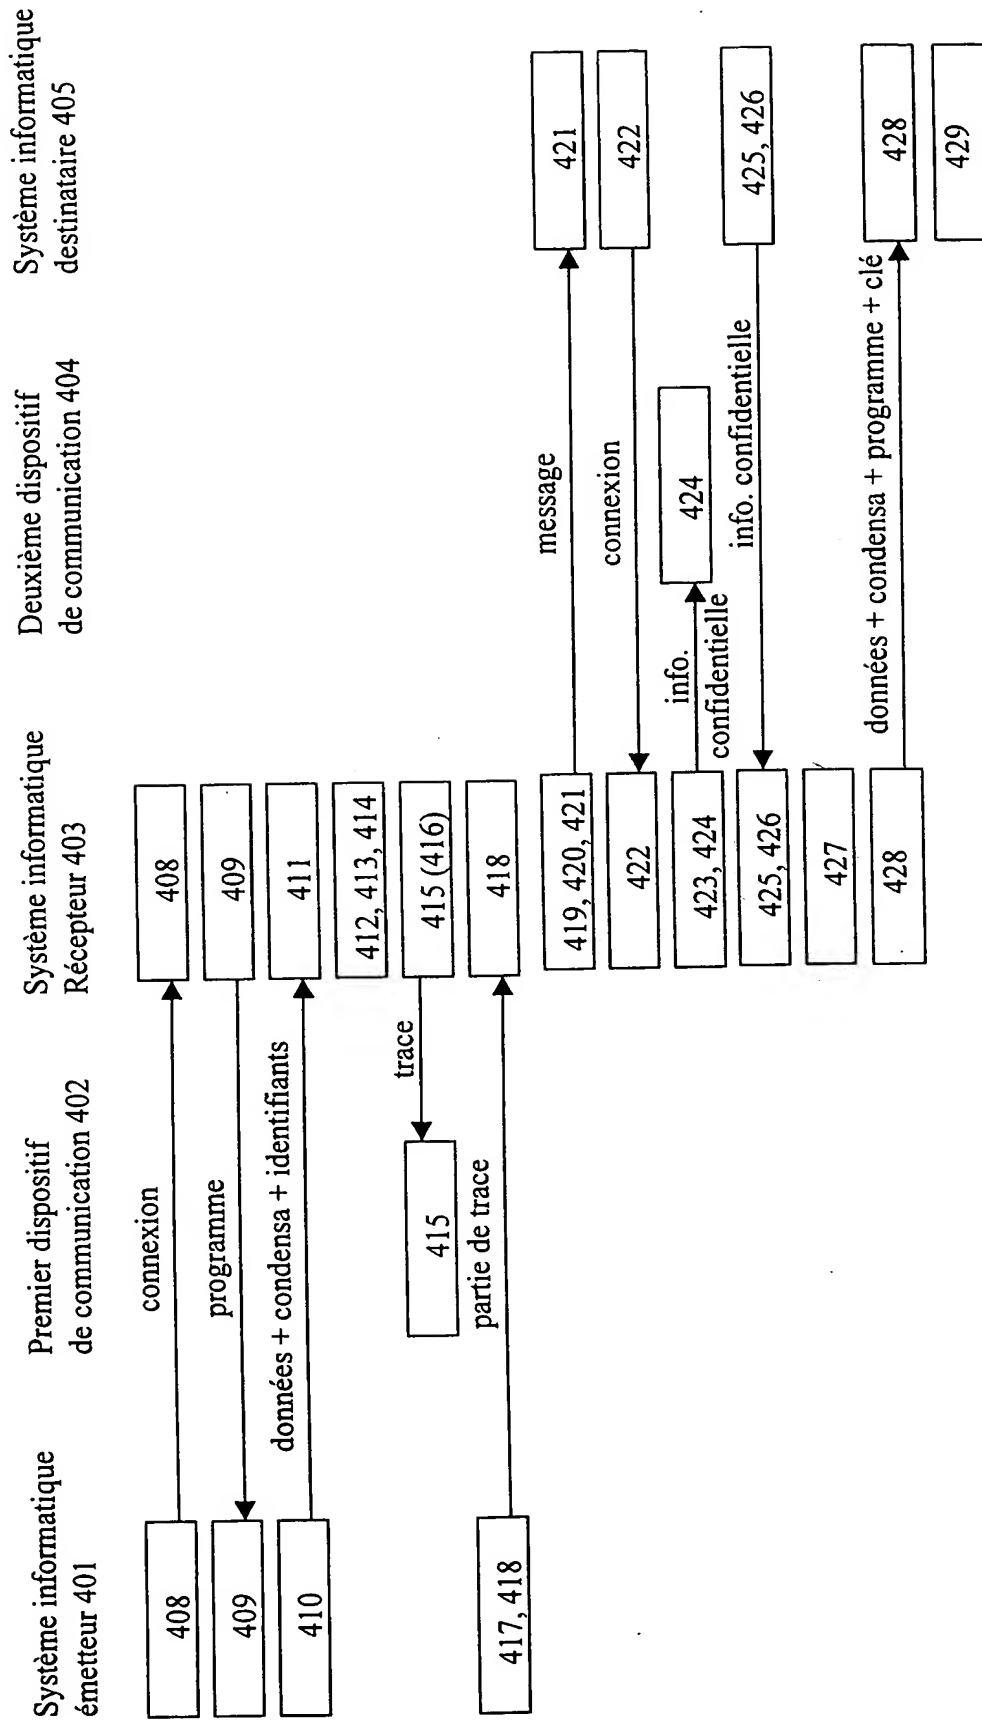 Système informatique
émetteur 401
Premier dispositif
de communication 402
Système informatique
Récepteur 403
Deuxième dispositif
de communication 404
Système informatique
destinataire 405
408
connexion
408
409
programme
409
410
données + condensa + identifiants
411
412, 413, 414
415
trace
415 (416)
417, 418
partie de trace
418
419, 420, 421
message
421
422
connexion
422
423, 424
info.
confidentielle
424
425, 426
info. confidentielle
425, 426
427
428
données + condensa + programme + clé
428
429